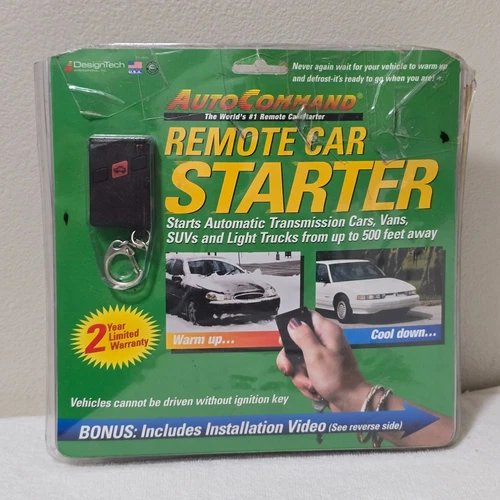 DesignTech
U.S.A.
Never again wait for your vehicle to warm up
and defrost-it's ready to go when you are!
AUTOCOMMAND®
The World's #1 Remote Car Starter
REMOTE CAR
STARTER
Starts Automatic Transmission Cars, Vans,
SUVs and Light Trucks from up to 500 feet away
2 Year
Limited
Warranty
Warm up...
Cool down...
Vehicles cannot be driven without ignition key
BONUS: Includes Installation Video (See reverse side)